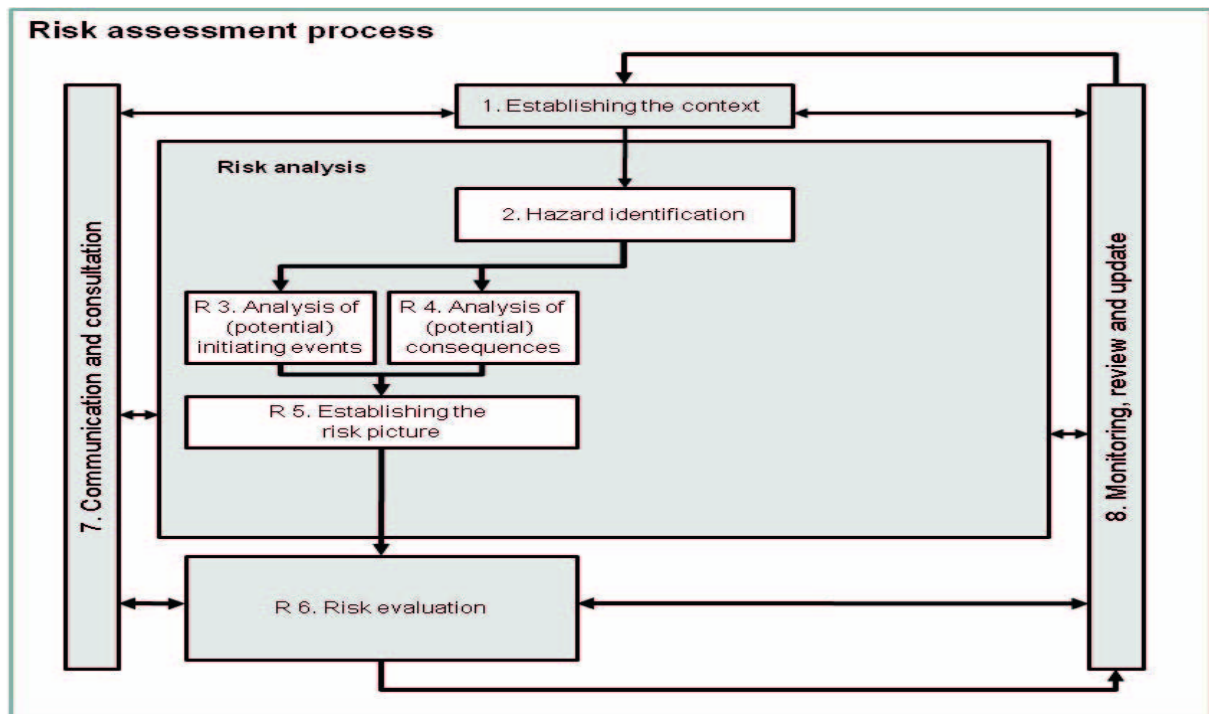 Risk assessment process
1. Establishing the context
Risk analysis
2. Hazard identification
R 3. Analysis of
(potential)
initiating events
R 4. Analysis of
(potential)
consequences
R 5. Establishing the
risk picture
R 6. Risk evaluation
7. Communication and consultation
8. Monitoring, review and update